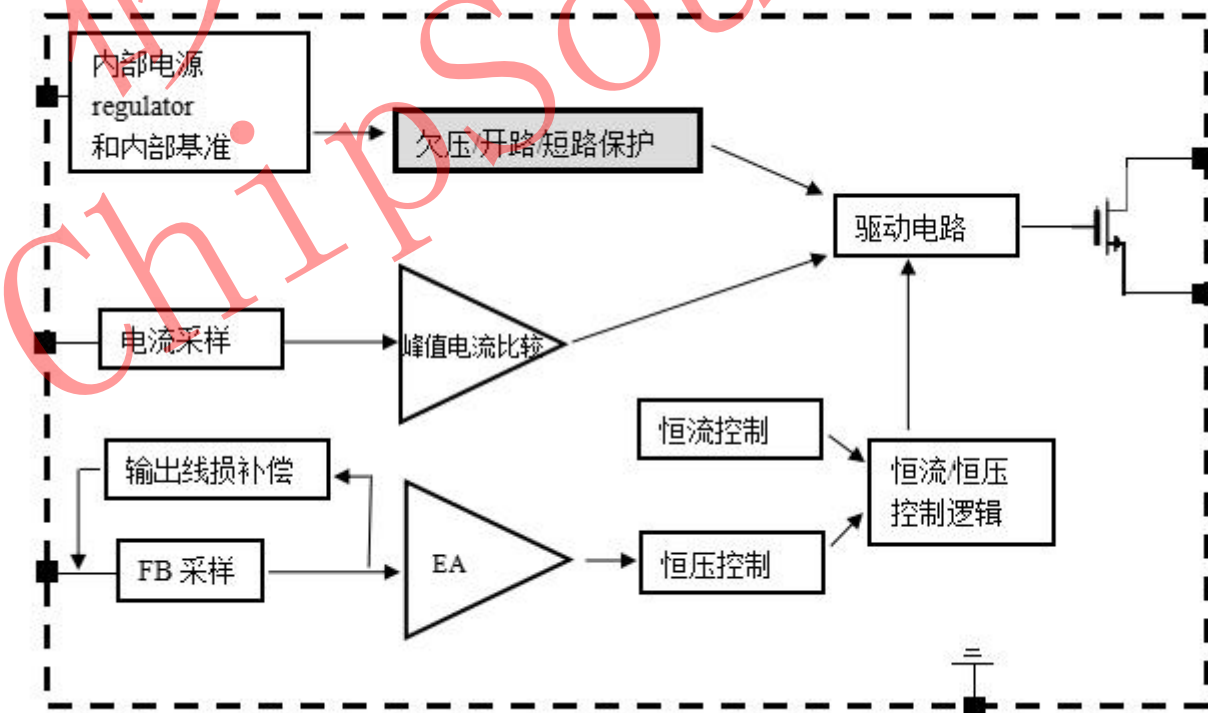 内部电源
regulator
和内部基准
欠压/开路/短路保护
驱动电路
电流采样
峰值电流比较
恒流控制
输出线损补偿
恒流/恒压
控制逻辑
FB 采样
EA
恒压控制
ChipSou